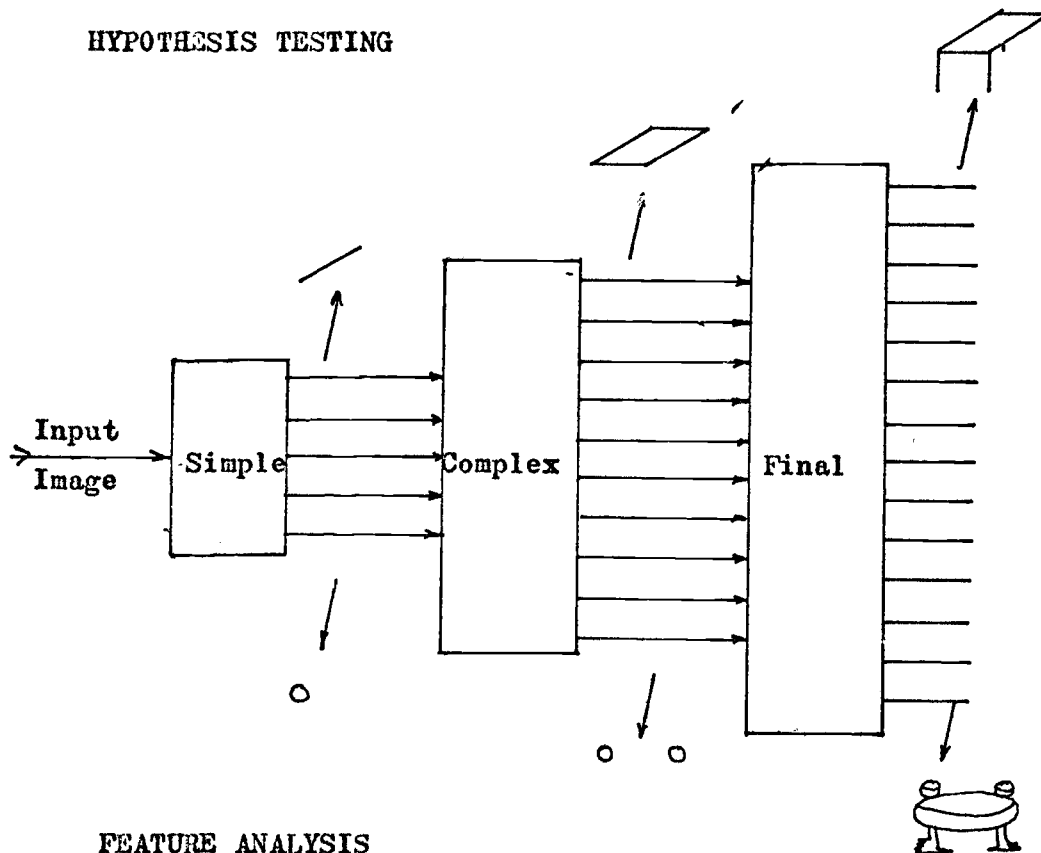 HYPOTHESIS TESTING
Input
Image
Simple
Complex
Final
FEATURE ANALYSIS